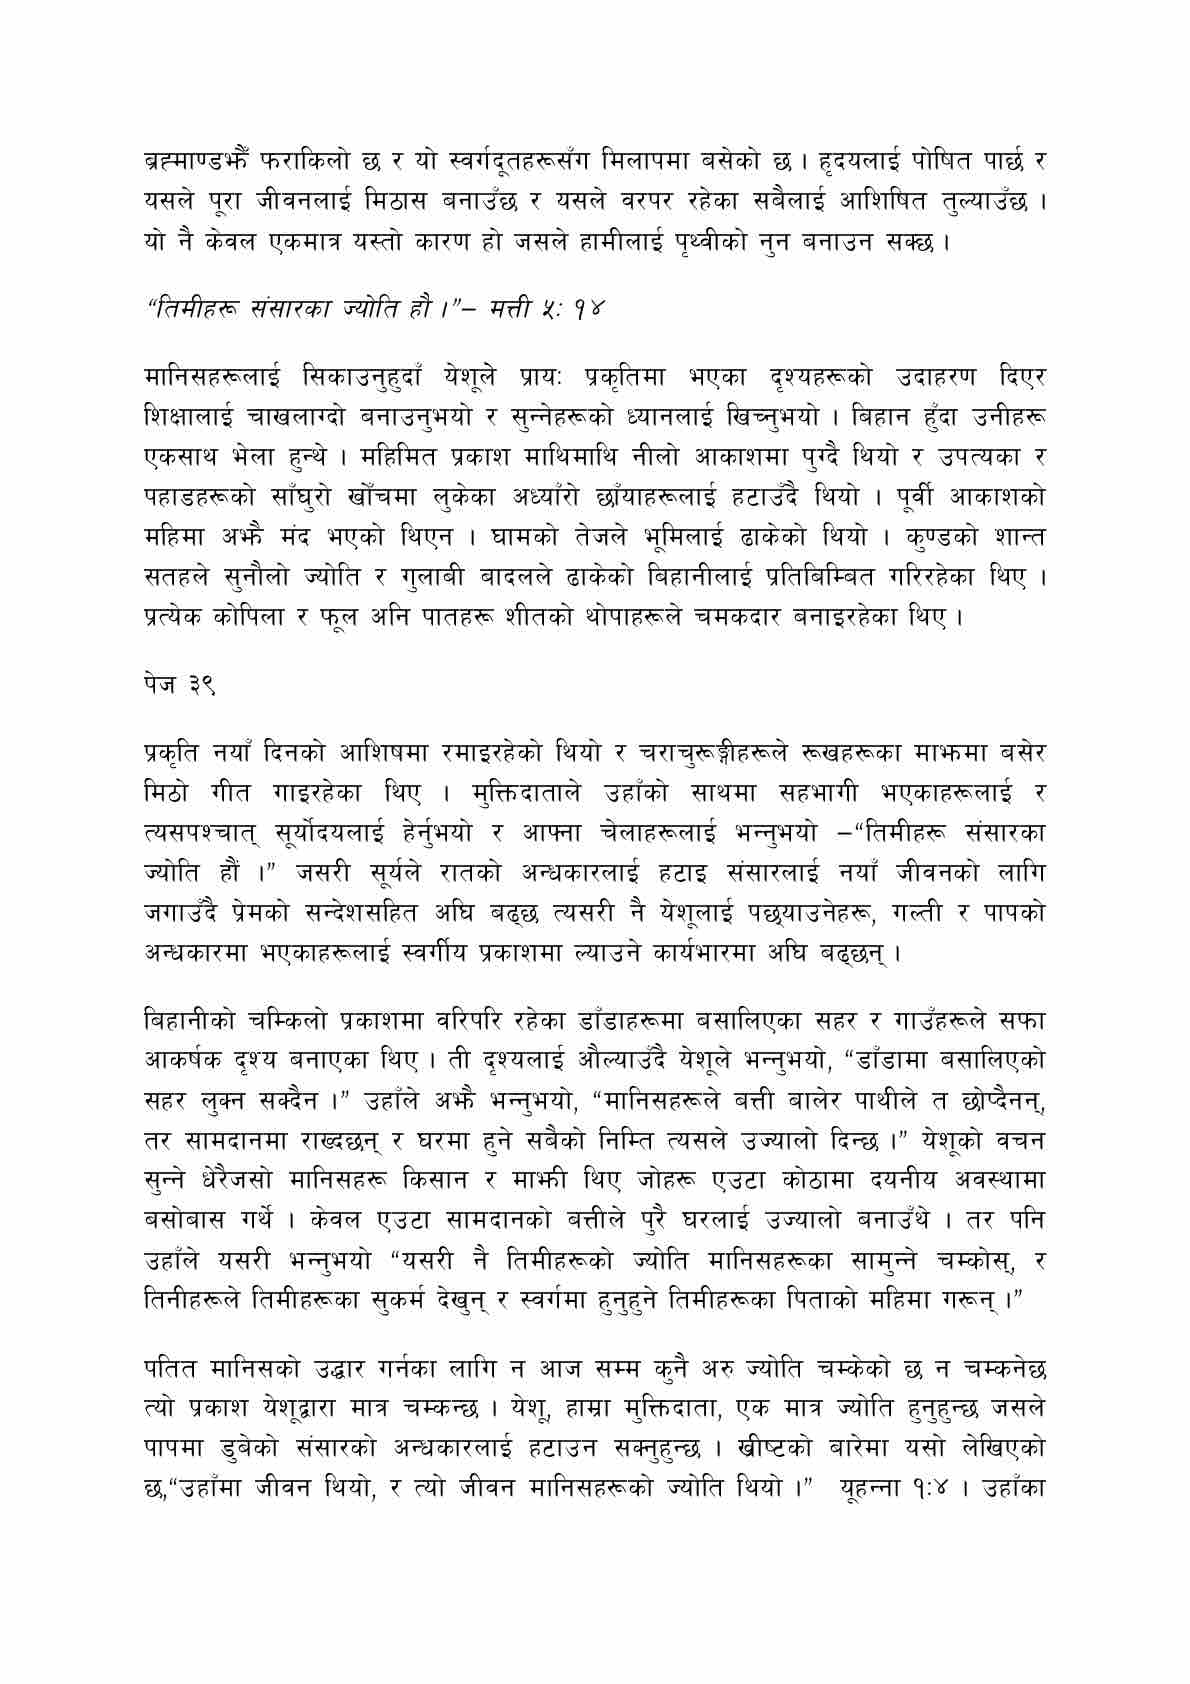 ब्रह्माण्डझैँ फराकिलो छ र यो स्वर्गदूतहरूसँग मिलापमा बसेको छ । हृदयलाई पोषित पार्छ र
यसले पूरा जीवनलाई मिठास बनाउँछ र यसले वरपर रहेका सबैलाई आशिषित तुल्याउँछ ।
यो नै केवल एकमात्र यस्तो कारण हो जसले हामीलाई पृथ्वीको नुन बनाउन सक्छ ।
“तिमीहरू संसारका ज्योति हौ ।”– मत्ती ५: १४
मानिसहरूलाई सिकाउनुहुदाँ येशूले प्राय: प्रकृतिमा भएका दृश्यहरूको उदाहरण दिएर
शिक्षालाई चाखलाग्दो बनाउनुभयो र सुन्नेहरूको ध्यानलाई खिच्नुभयो । बिहान हुँदा उनीहरू
एकसाथ भेला हुन्थे । महिमित प्रकाश माथिमाथि नीलो आकाशमा पुग्दै थियो र उपत्यका र
पहाडहरूको साँघुरो खोँचमा लुकेका अध्याँरो छाँयाहरूलाई हटाउँदै थियो । पूर्वी आकाशको
महिमा अझै मंद भएको थिएन । घामको तेजले भूमिलाई ढाकेको थियो । कुण्डको शान्त
सतहले सुनौलो ज्योति र गुलाबी बादलले ढाकेको बिहानीलाई प्रतिबिम्बित गरिरहेका थिए ।
प्रत्येक कोपिला र फूल अनि पातहरू शीतको थोपाहरूले चमकदार बनाइरहेका थिए ।
पेज ३९
प्रकृति नयाँ दिनको आशिषमा रमाइरहेको थियो र चराचुरूङ्गीहरूले रूखहरूका माझमा बसेर
मिठो गीत गाइरहेका थिए । मुक्तिदाताले उहाँको साथमा सहभागी भएकाहरूलाई र
त्यसपश्चात् सूर्योदयलाई हेर्नुभयो र आफ्ना चेलाहरूलाई भन्नुभयो –“तिमीहरू संसारका
ज्योति हौं ।” जसरी सूर्यले रातको अन्धकारलाई हटाइ संसारलाई नयाँ जीवनको लागि
जगाउँदै प्रेमको सन्देशसहित अघि बढ्छ त्यसरी नै येशूलाई पछ्याउनेहरू, गल्ती र पापको
अन्धकारमा भएकाहरूलाई स्वर्गीय प्रकाशमा ल्याउने कार्यभारमा अघि बढ्छन् ।
बिहानीको चम्किलो प्रकाशमा वरिपरि रहेका डाँडाहरूमा बसालिएका सहर र गाउँहरूले सफा
आकर्षक दृश्य बनाएका थिए । ती दृश्यलाई औल्याउँदै येशूले भन्नुभयो, “डाँडामा बसालिएको
सहर लुक्न सक्दैन ।” उहाँले अझै भन्नुभयो, “मानिसहरूले बत्ती बालेर पाथीले त छोप्दैनन्,
तर सामदानमा राख्दछन् र घरमा हुने सबैको निम्ति त्यसले उज्यालो दिन्छ ।” येशूको वचन
सुन्ने धेरैजसो मानिसहरू किसान र माझी थिए जोहरू एउटा कोठामा दयनीय अवस्थामा
बसोबास गर्थे । केवल एउटा सामदानको बत्तीले पुरै घरलाई उज्यालो बनाउँथे । तर पनि
उहाँले यसरी भन्नुभयो “यसरी नै तिमीहरूको ज्योति मानिसहरूका सामुन्ने चम्कोस्, र
तिनीहरूले तिमीहरूका सुकर्म देखुन् र स्वर्गमा हुनुहुने तिमीहरूका पिताको महिमा गरून् ।”
पतित मानिसको उद्धार गर्नका लागि न आज सम्म कुनै अरु ज्योति चम्केको छ न चम्कनेछ
त्यो प्रकाश येशूद्वारा मात्र चम्कन्छ । येशू, हाम्रा मुक्तिदाता, एक मात्र ज्योति हुनुहुन्छ जसले
पापमा डुबेको संसारको अन्धकारलाई हटाउन सक्नुहुन्छ । ख्रीष्टको बारेमा यसो लेखिएको
छ,“उहाँमा जीवन थियो, र त्यो जीवन मानिसहरूको ज्योति थियो ।” यूहन्ना १:४ । उहाँका